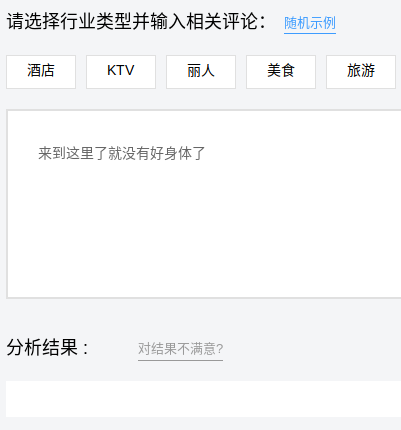 请选择行业类型并输入相关评论： 随机示例
酒店 KTV 丽人 美食 旅游
来到这里了就没有好身体了
分析结果： 对结果不满意?